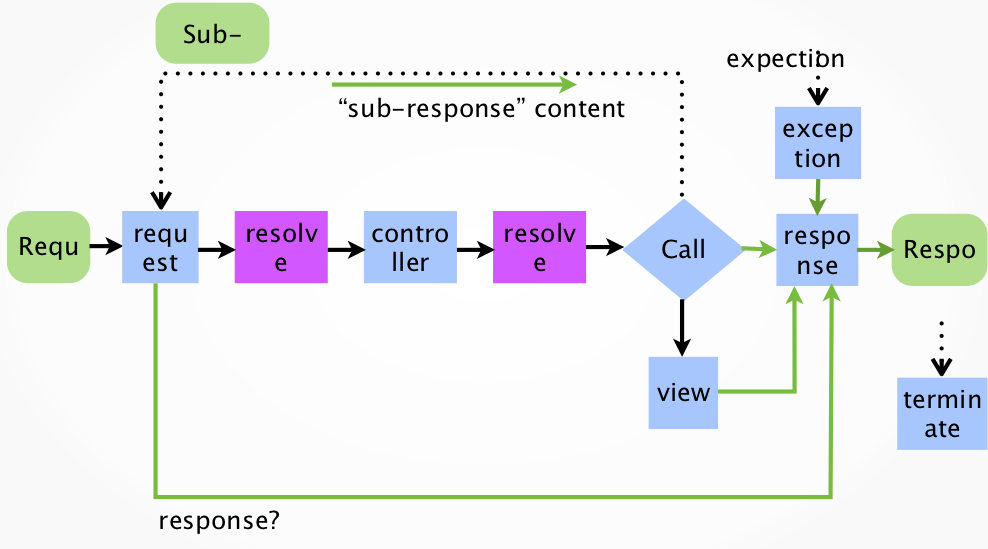 Sub-
expection
“sub-response” content
excep
tion
Requ
requ
est
resolv
e
contro
ller
resolv
e
Call
respo
nse
Respo
view
termin
ate
response?